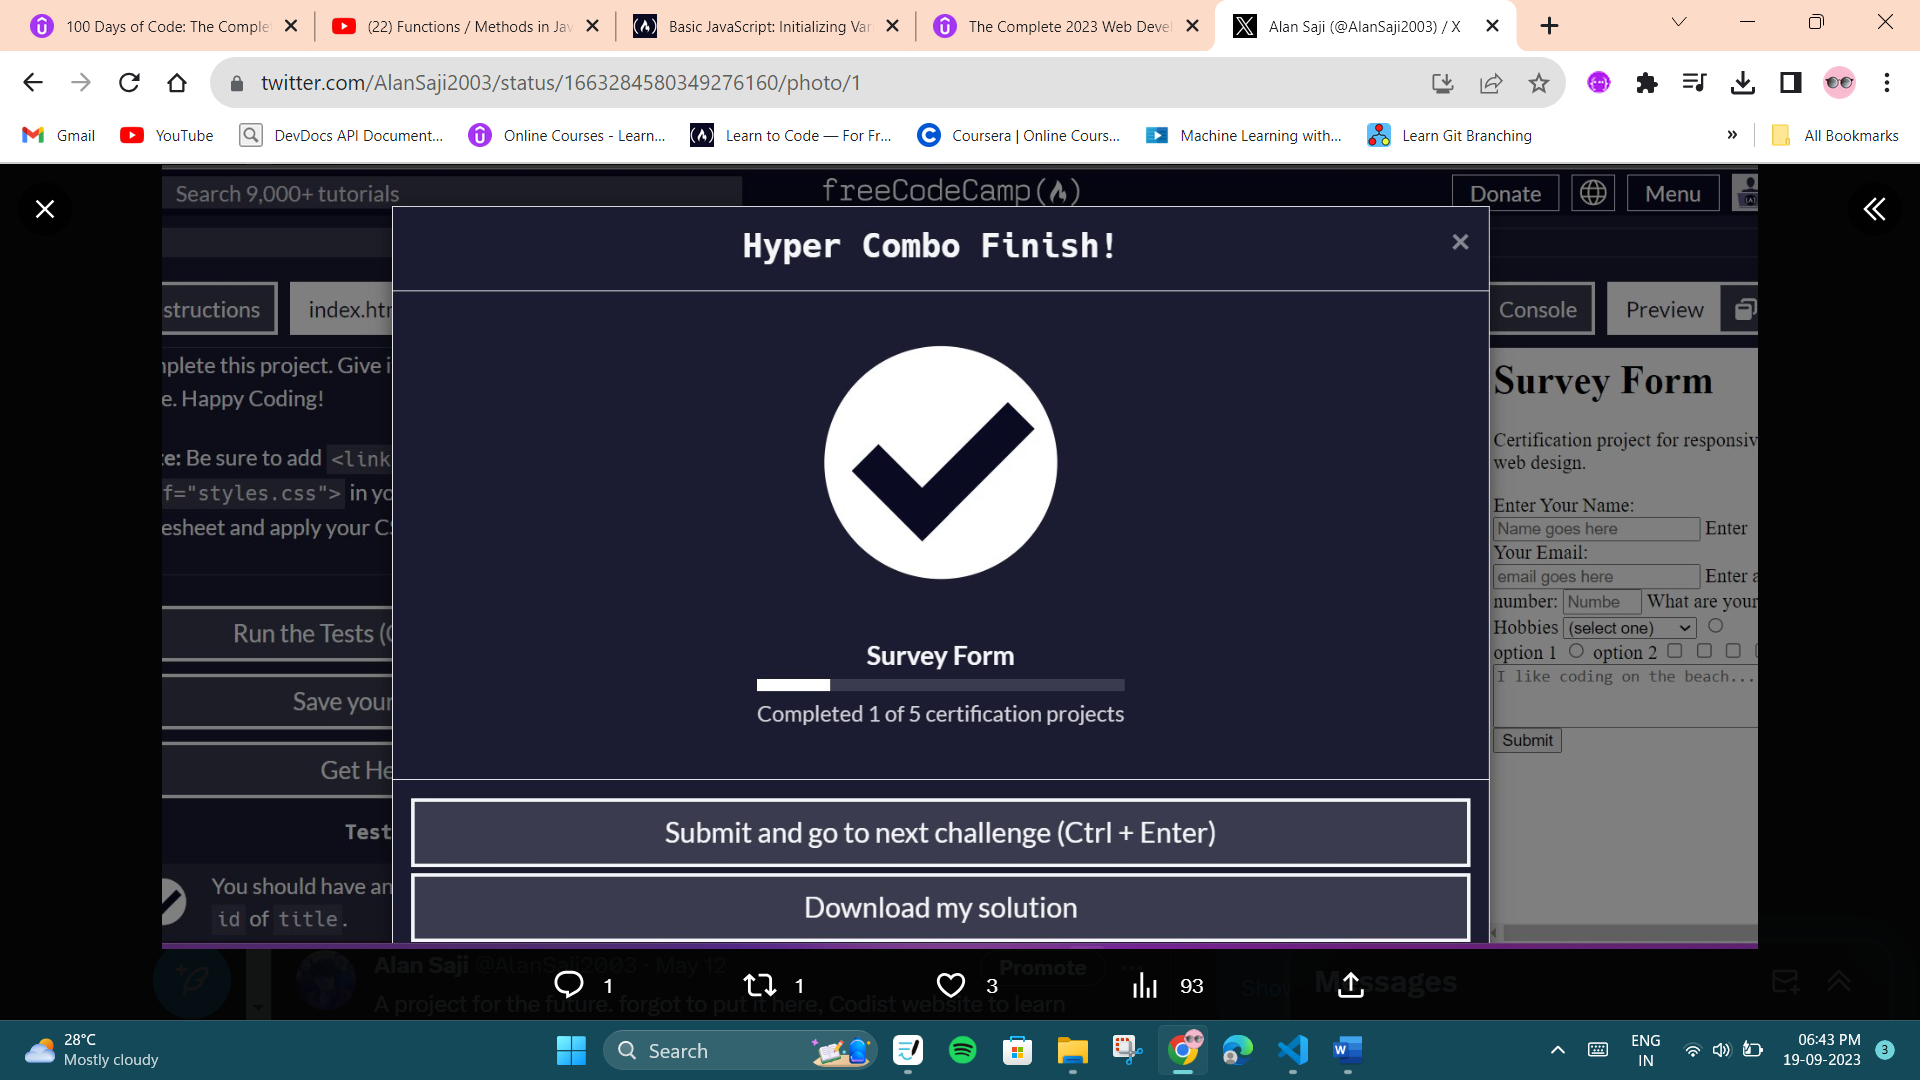 100 Days of Code: The Comple
(22) Functions / Methods in Jav
Basic JavaScript: Initializing Var
The Complete 2023 Web Devel
Alan Saji (@AlanSaji2003) / X
twitter.com/AlanSaji2003/status/1663284580349276160/photo/1
Gmail
YouTube
DevDocs API Document...
Online Courses - Learn...
Learn to Code — For Fr...
Coursera | Online Cours...
Machine Learning with...
Learn Git Branching
»
All Bookmarks
Search 9,000+ tutorials
freeCodeCamp
Donate
Menu
Hyper Combo Finish!
structions
index.htm
Console
Preview
mplete this project. Give i
e. Happy Coding!
te: Be sure to add <link
f="styles.css"> in yo
esheet and apply your CS
Survey Form
Certification project for responsiv
web design.
Enter Your Name:
Name goes here Enter
Your Email:
email goes here Enter a
number: Numbe What are your
Hobbies (select one)
option 1 option 2
I like coding on the beach...
Submit
Run the Tests (C
Save your
Get He
Test
You should have an
id of title.
Survey Form
Completed 1 of 5 certification projects
Submit and go to next challenge (Ctrl + Enter)
Download my solution
Alan Saji @AlanSaji2003 · May 12
Promote
A project for the future. forgot to put it here, Codist website to learn
Show
Messages
1
1
3
93
28°C
Mostly cloudy
Search
ENG
IN
06:43 PM
19-09-2023
3